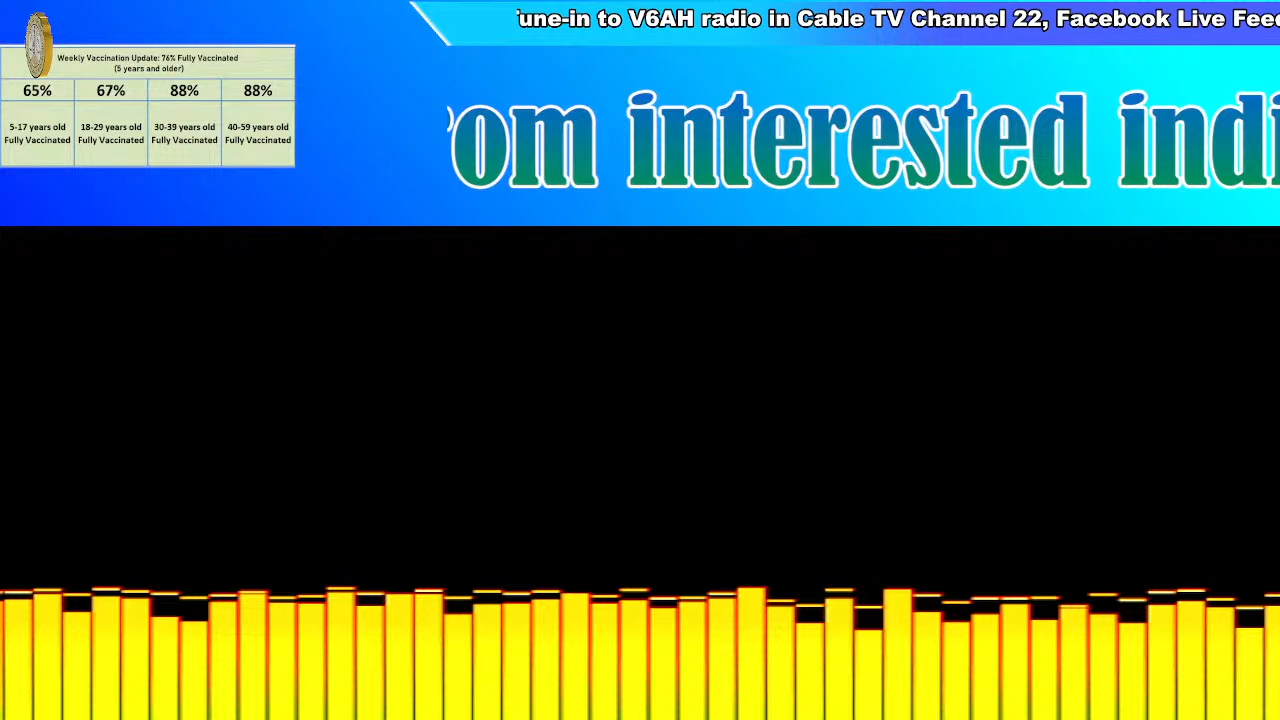 une-in to V6AH radio in Cable TV Channel 22, Facebook Live Feed
Weekly Vaccination Update: 76% Fully Vaccinated
(5 years and older)
65% 67% 88% 88%
5-17 years old 18-29 years old 30-39 years old 40-59 years old
Fully Vaccinated Fully Vaccinated Fully Vaccinated Fully Vaccinated
om interested indi